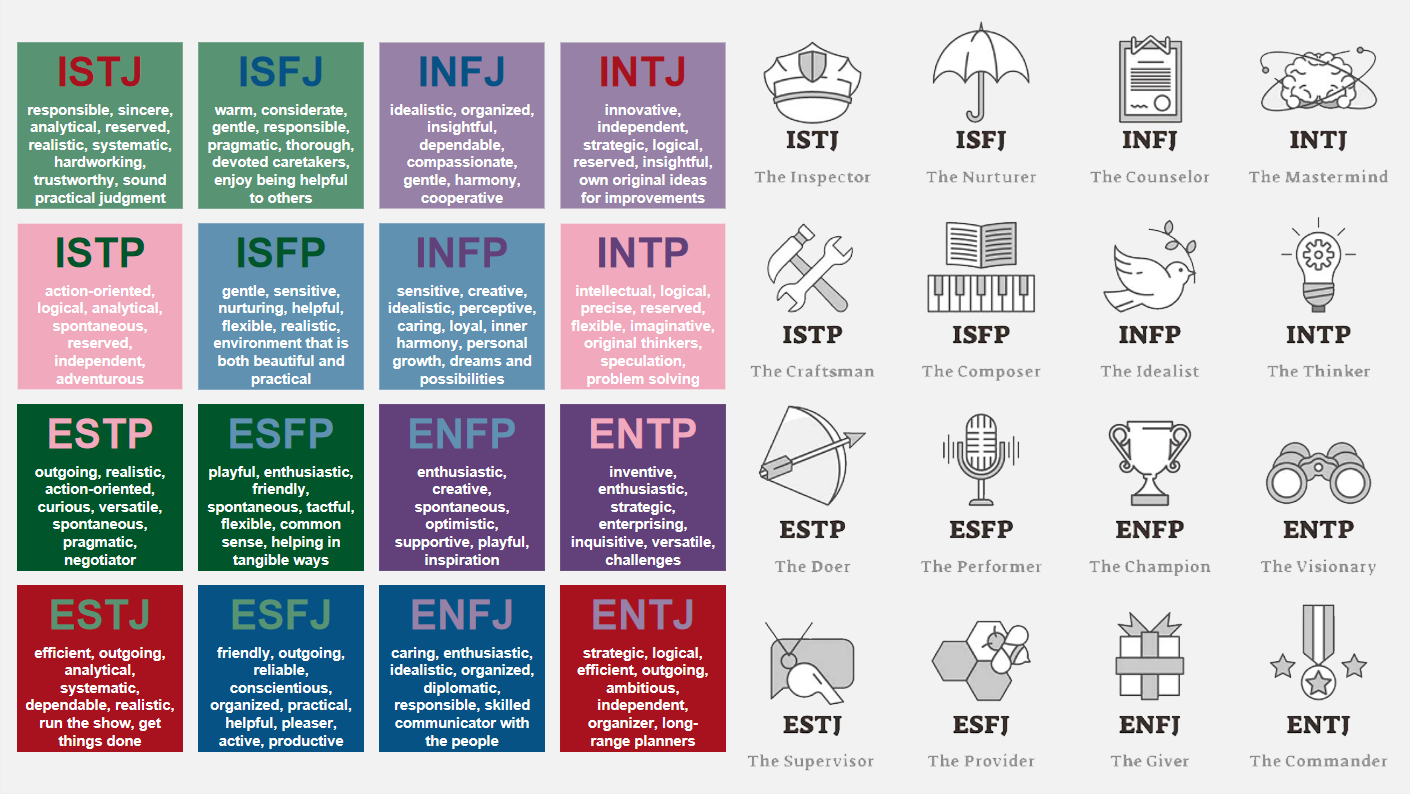 ISTJ
responsible, sincere,
analytical, reserved,
realistic, systematic,
hardworking,
trustworthy, sound
practical judgment
ISFJ
warm, considerate,
gentle, responsible,
pragmatic, thorough,
devoted caretakers,
enjoy being helpful
to others
INFJ
idealistic, organized,
insightful,
dependable,
compassionate,
gentle, harmony,
cooperative
INTJ
innovative,
independent,
strategic, logical,
reserved, insightful,
own original ideas
for improvements
ISTP
action-oriented,
logical, analytical,
spontaneous,
reserved,
independent,
adventurous
ISFP
gentle, sensitive,
nurturing, helpful,
flexible, realistic,
environment that is
both beautiful and
practical
INFP
sensitive, creative,
idealistic, perceptive,
caring, loyal, inner
harmony, personal
growth, dreams and
possibilities
INTP
intellectual, logical,
precise, reserved,
flexible, imaginative,
original thinkers,
speculation,
problem solving
ESTP
outgoing, realistic,
action-oriented,
curious, versatile,
spontaneous,
pragmatic,
negotiator
ESFP
playful, enthusiastic,
friendly,
spontaneous, tactful,
flexible, common
sense, helping in
tangible ways
ENFP
enthusiastic,
creative,
spontaneous,
optimistic,
supportive, playful,
inspiration
ENTP
inventive,
enthusiastic,
strategic,
enterprising,
inquisitive, versatile,
challenges
ESTJ
efficient, outgoing,
analytical,
systematic,
dependable, realistic,
run the show, get
things done
ESFJ
friendly, outgoing,
reliable,
conscientious,
organized, practical,
helpful, pleaser,
active, productive
ENFJ
caring, enthusiastic,
idealistic, organized,
diplomatic,
responsible, skilled
communicator with
the people
ENTJ
strategic, logical,
efficient, outgoing,
ambitious,
independent,
organizer, long-
range planners
ISTJ
The Inspector
ISFJ
The Nurturer
INFJ
The Counselor
INTJ
The Mastermind
ISTP
The Craftsman
ISFP
The Composer
INFP
The Idealist
INTP
The Thinker
ESTP
The Doer
ESFP
The Performer
ENFP
The Champion
ENTP
The Visionary
ESTJ
The Supervisor
ESFJ
The Provider
ENFJ
The Giver
ENTJ
The Commander